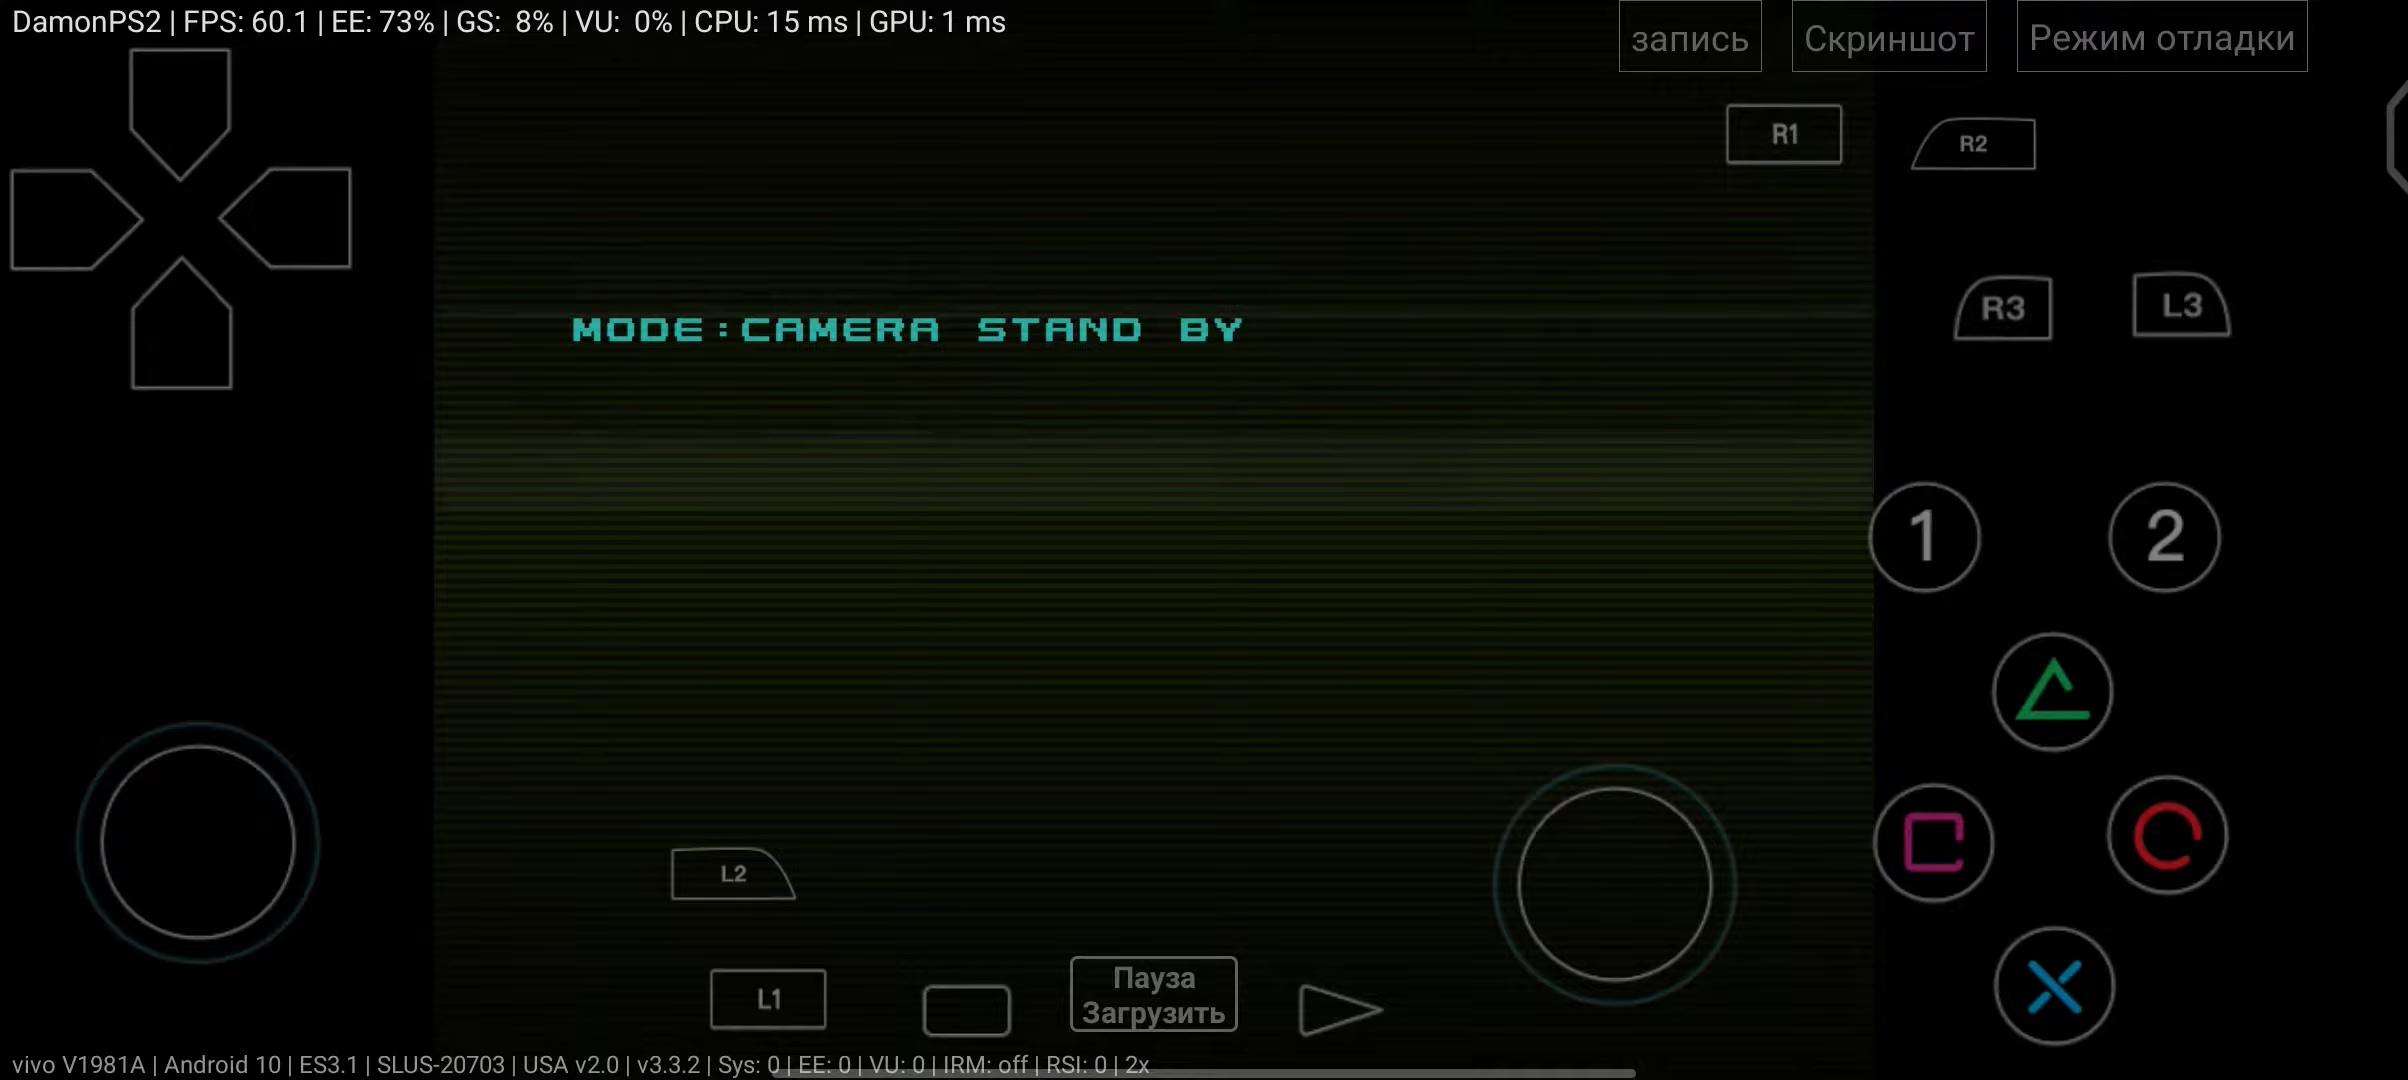 DamonPS2 | FPS: 60.1 | EE: 73% | GS: 8% | VU: 0% | CPU: 15 ms | GPU: 1 ms
запись
Скриншот
Режим отладки
R1
R2
R3
L3
MODE:CAMERA STAND BY
1
2
L2
L1
Пауза
Загрузить
vivo V1981A | Android 10 | ES3.1 | SLUS-20703 | USA v2.0 | v3.3.2 | Sys: 0 | EE: 0 | VU: 0 | IRM: off | RSI: 0 | 2x